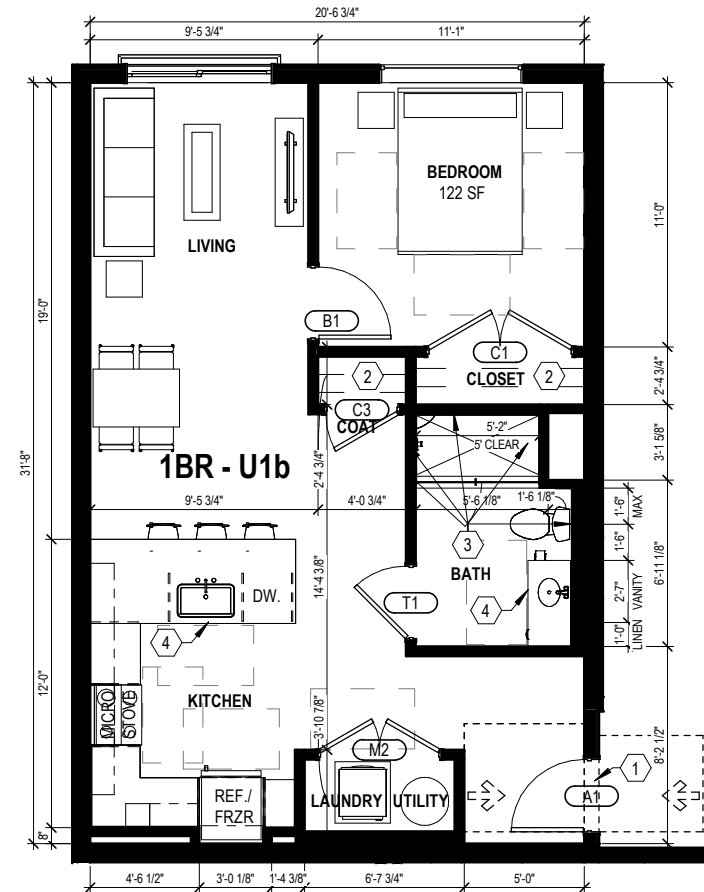 20'-6 3/4"
9'-5 3/4"
11'-1"
BEDROOM
122 SF
LIVING
11'-0"
19'-0"
B1
C1
2
CLOSET
2
2'-4 3/4"
C3
COAT
5'-2"
5' CLEAR
3'-1 5/8"
31'-8"
1BR - U1b
2'-4 3/4"
9'-5 3/4"
4'-0 3/4"
5'-6 1/8"
1'-6 1/8"
1'-6"
MAX
3
1'-6"
BATH
6'-11 1/8"
14'-4 3/8"
DW.
T1
4
2'-7"
VANITY
4
1'-0"
LINEN
12'-0"
KITCHEN
MICRO
STOVE
3'-10 7/8"
M2
8'-2 1/2"
1
A1
REF./
FRZR
LAUNDRY
UTILITY
8"
4'-6 1/2"
3'-0 1/8"
1'-4 3/8"
6'-7 3/4"
5'-0"